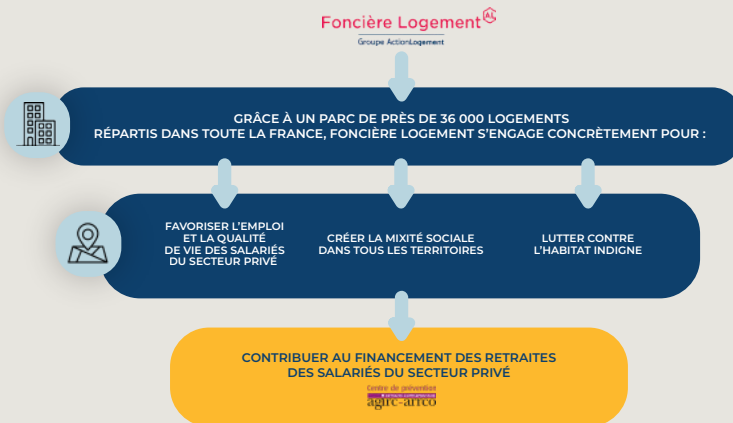 Foncière Logement AL
Groupe ActionLogement
GRÂCE À UN PARC DE PRÈS DE 36 000 LOGEMENTS
RÉPARTIS DANS TOUTE LA FRANCE, FONCIÈRE LOGEMENT S'ENGAGE CONCRÈTEMENT POUR :
FAVORISER L'EMPLOI
ET LA QUALITÉ
DE VIE DES SALARIÉS
DU SECTEUR PRIVÉ
CRÉER LA MIXITÉ SOCIALE
DANS TOUS LES TERRITOIRES
LUTTER CONTRE
L'HABITAT INDIGNE
CONTRIBUER AU FINANCEMENT DES RETRAITES
DES SALARIÉS DU SECTEUR PRIVÉ
Centre de prévention
agirc-arrco